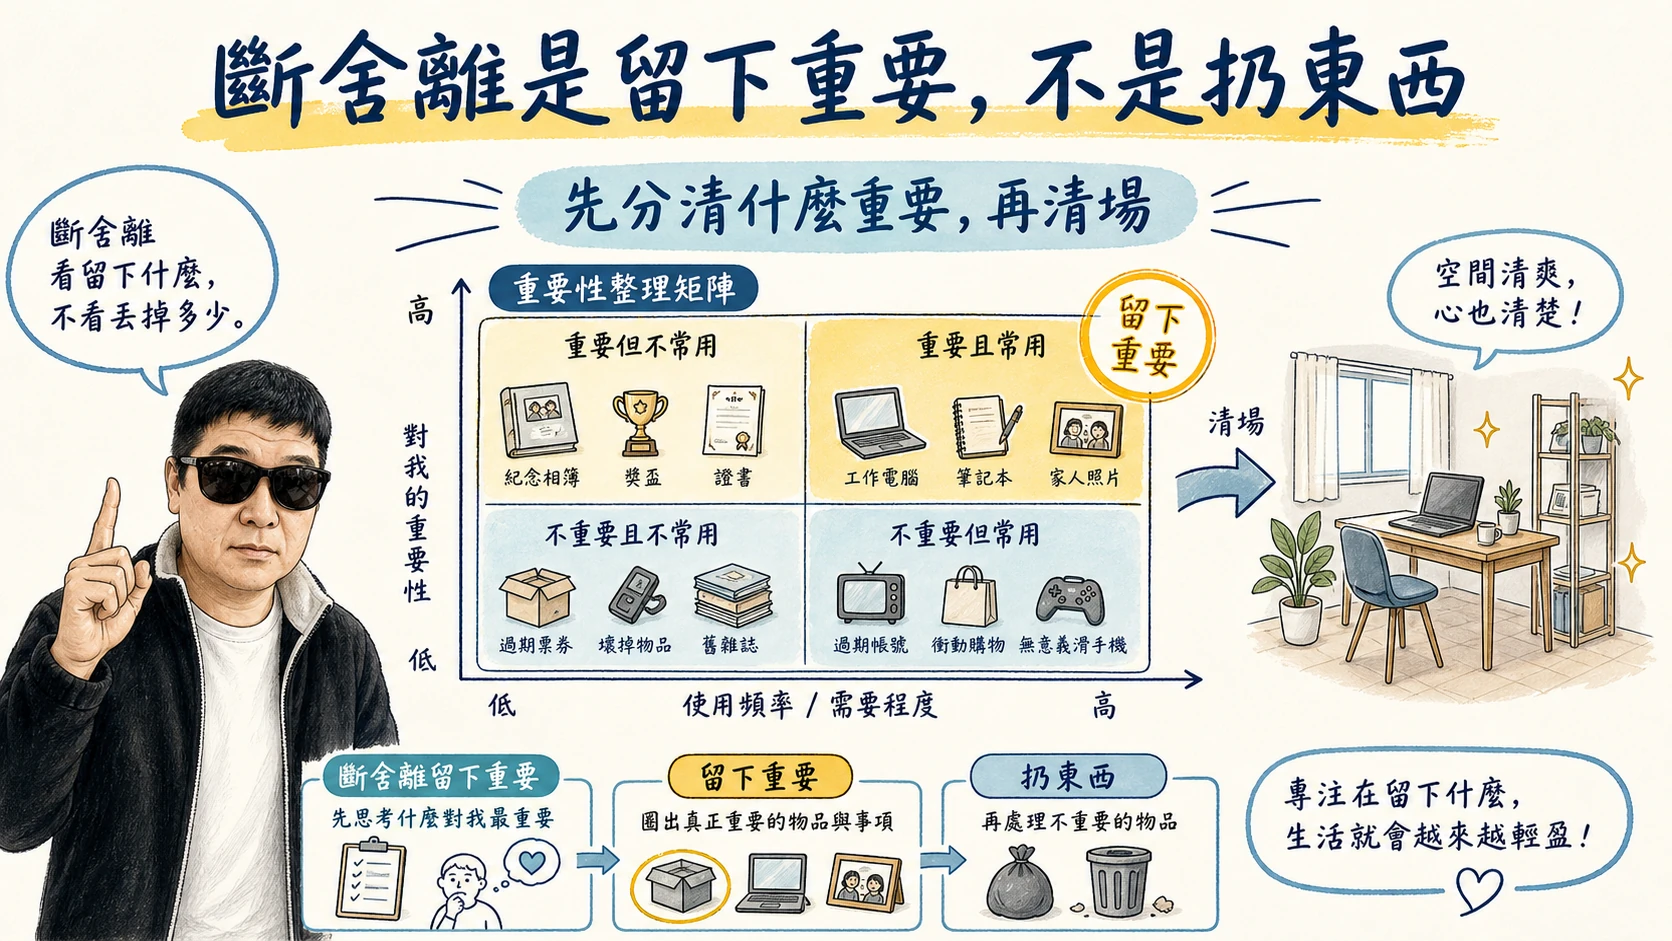 斷舍離是留下重要，不是扔東西
先分清什麼重要，再清場
斷舍離
看留下什麼，
不看丟掉多少。
重要性整理矩陣
留下
重要
高
對我的重要性
低
重要但不常用
紀念相簿
獎盃
證書
重要且常用
工作電腦
筆記本
家人照片
不重要且不常用
過期票券
壞掉物品
舊雜誌
不重要但常用
過期帳號
衝動購物
無意義滑手機
低
使用頻率 / 需要程度
高
清場
空間清爽，
心也清楚！
斷舍離留下重要
先思考什麼對我最重要
留下重要
圈出真正重要的物品與事項
扔東西
再處理不重要的物品
專注在留下什麼，
生活就會越來越輕盈！